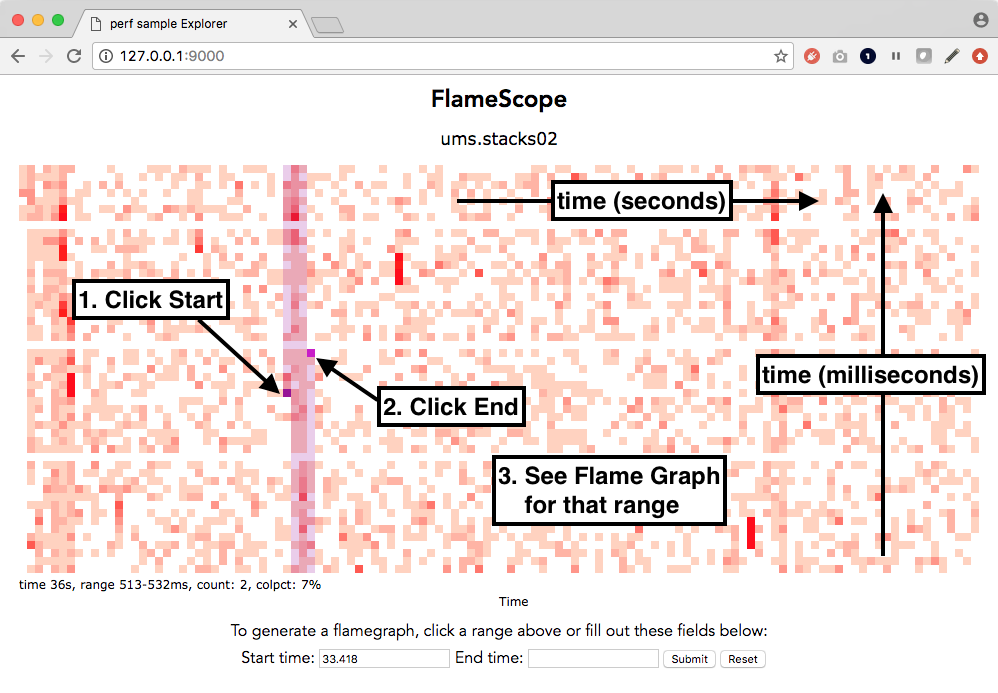 perf sample Explorer
127.0.0.1:9000
1
FlameScope
ums.stacks02
time (seconds)
1. Click Start
time (milliseconds)
2. Click End
3. See Flame Graph
for that range
time 36s, range 513-532ms, count: 2, colpct: 7%
Time
To generate a flamegraph, click a range above or fill out these fields below:
Start time: 33.418 End time: Submit Reset